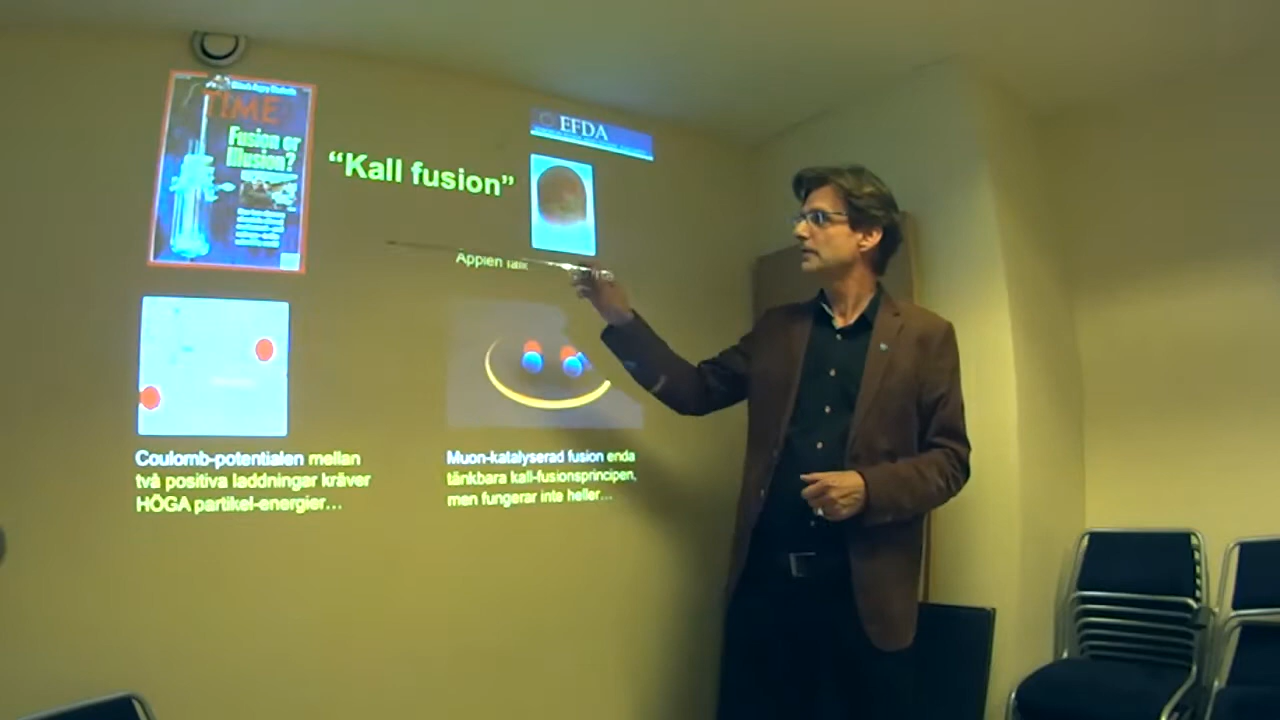 TIME
Fusion or
Illusion?
“Kall fusion”
EFDA
Coulomb-potentialen mellan
två positiva laddningar kräver
HÖGA partikel-energier...
Muon-katalyserad fusion enda
tänkbara kall-fusionsprincipen,
men fungerar inte heller...